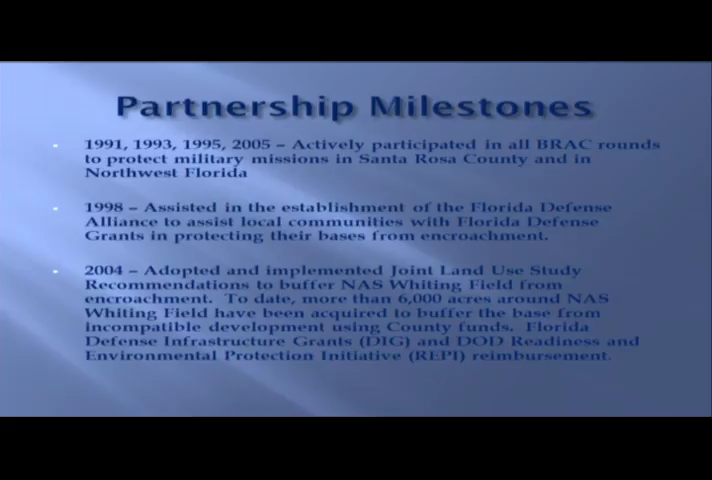 Partnership Milestones
1991, 1993, 1995, 2005 – Actively participated in all BRAC rounds
to protect military missions in Santa Rosa County and in
Northwest Florida
1998 – Assisted in the establishment of the Florida Defense
Alliance to assist local communities with Florida Defense
Grants in protecting their bases from encroachment.
2004 – Adopted and implemented Joint Land Use Study
Recommendations to buffer NAS Whiting Field from
encroachment. To date, more than 6,000 acres around NAS
Whiting Field have been acquired to buffer the base from
incompatible development using County funds. Florida
Defense Infrastructure Grants (DIG) and DOD Readiness and
Environmental Protection Initiative (REPI) reimbursement.